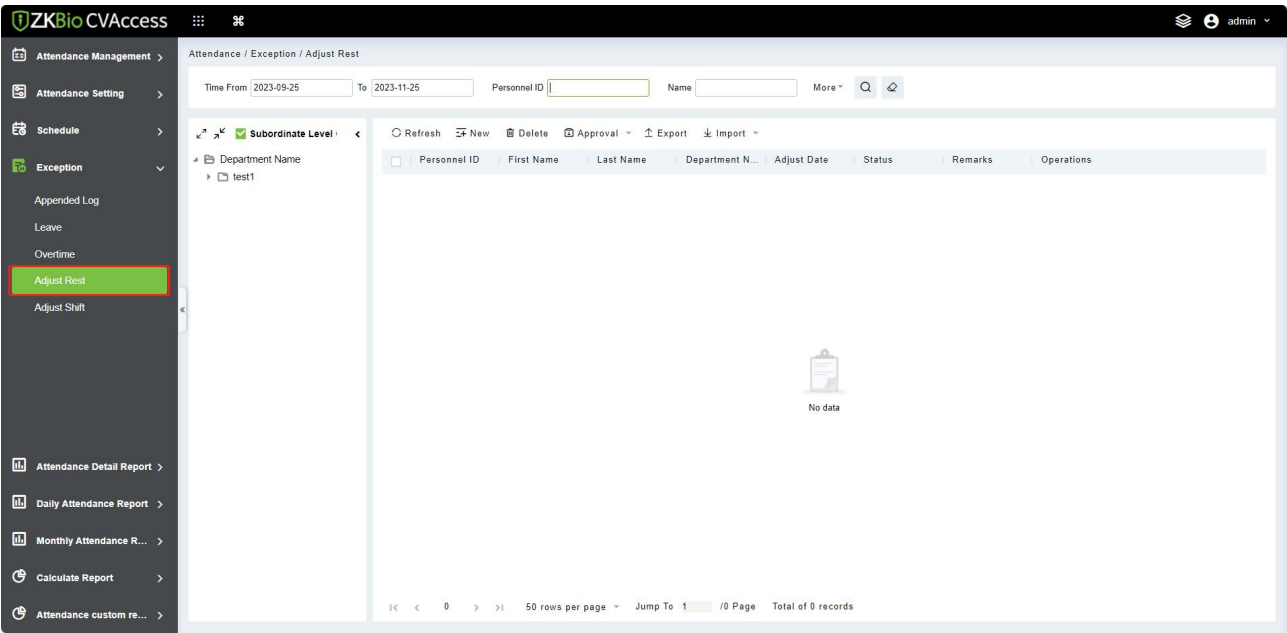 ZKBio CVAccess
admin
Attendance Management
Attendance Setting
Schedule
Exception
Appended Log
Leave
Overtime
Adjust Rest
Adjust Shift
Attendance Detail Report
Daily Attendance Report
Monthly Attendance R...
Calculate Report
Attendance custom re...
Attendance / Exception / Adjust Rest
Time From 2023-09-25 To 2023-11-25 Personnel ID Name More
Subordinate Level
Department Name
test1
Refresh New Delete Approval Export Import
Personnel ID First Name Last Name Department N... Adjust Date Status Remarks Operations
No data
0 50 rows per page Jump To 1 /0 Page Total of 0 records